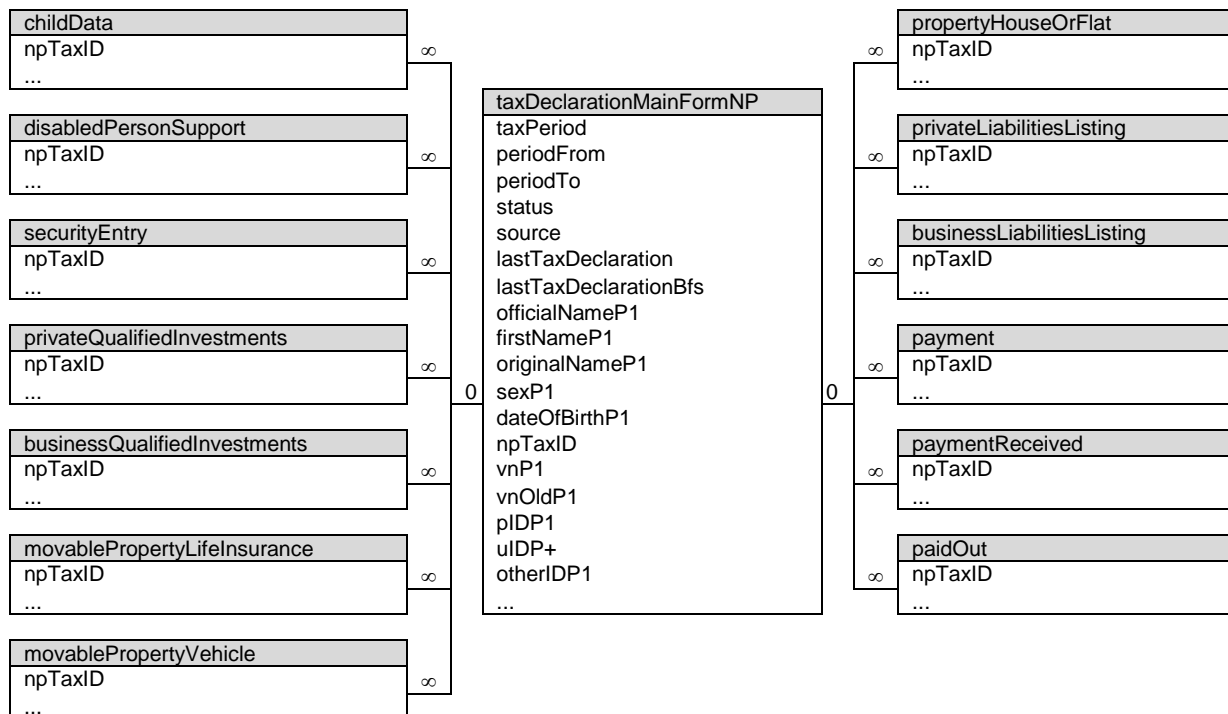 childData
npTaxID
...
∞
disabledPersonSupport
npTaxID
...
∞
securityEntry
npTaxID
...
∞
privateQualifiedInvestments
npTaxID
...
∞
businessQualifiedInvestments
npTaxID
...
∞
movablePropertyLifeInsurance
npTaxID
...
∞
movablePropertyVehicle
npTaxID
...
∞
0
taxDeclarationMainFormNP
taxPeriod
periodFrom
periodTo
status
source
lastTaxDeclaration
lastTaxDeclarationBfs
officialNameP1
firstNameP1
originalNameP1
sexP1
dateOfBirthP1
npTaxID
vnP1
vnOldP1
pIDP1
uIDP+
otherIDP1
...
0
propertyHouseOrFlat
∞
npTaxID
...
privateLiabilitiesListing
∞
npTaxID
...
businessLiabilitiesListing
∞
npTaxID
...
payment
∞
npTaxID
...
paymentReceived
∞
npTaxID
...
paidOut
∞
npTaxID
...